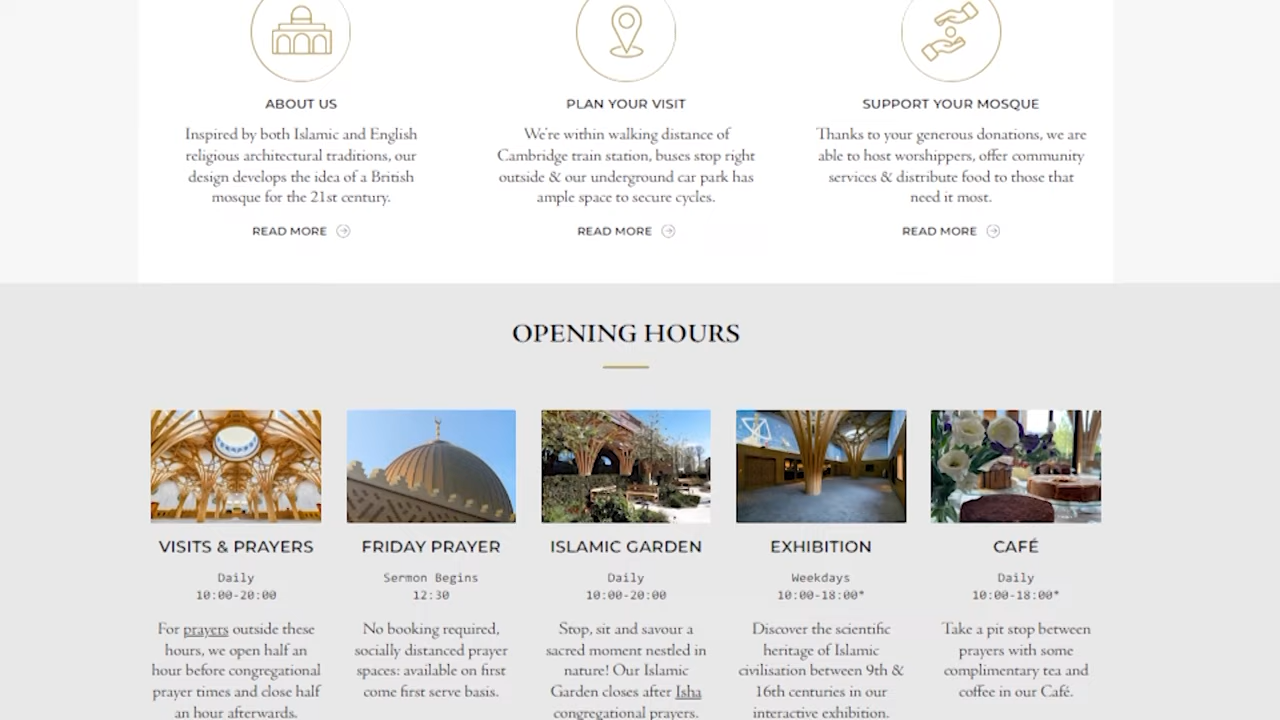 ABOUT US
Inspired by both Islamic and English
religious architectural traditions, our
design develops the idea of a British
mosque for the 21st century.
READ MORE
PLAN YOUR VISIT
We're within walking distance of
Cambridge train station, buses stop right
outside & our underground car park has
ample space to secure cycles.
READ MORE
SUPPORT YOUR MOSQUE
Thanks to your generous donations, we are
able to host worshippers, offer community
services & distribute food to those that
need it most.
READ MORE
OPENING HOURS
VISITS & PRAYERS
Daily
10:00-20:00
For prayers outside these
hours, we open half an
hour before congregational
prayer times and close half
an hour afterwards.
FRIDAY PRAYER
Sermon Begins
12:30
No booking required,
socially distanced prayer
spaces: available on first
come first serve basis.
ISLAMIC GARDEN
Daily
10:00-20:00
Stop, sit and savour a
sacred moment nestled in
nature! Our Islamic
Garden closes after Isha
congregational prayers.
EXHIBITION
Weekdays
10:00-18:00*
Discover the scientific
heritage of Islamic
civilisation between 9th &
16th centuries in our
interactive exhibition.
CAFÉ
Daily
10:00-18:00*
Take a pit stop between
prayers with some
complimentary tea and
coffee in our Café.